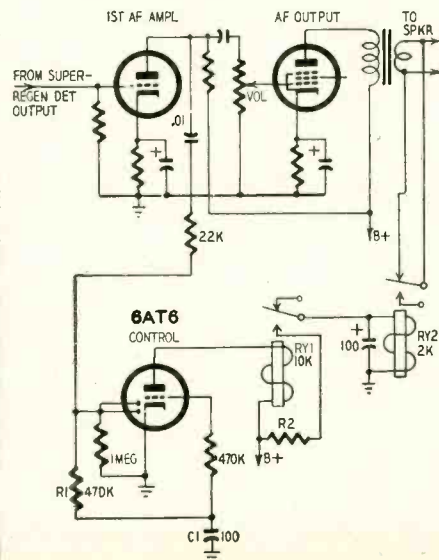 1ST AF AMPL
AF OUTPUT
TO
SPKR
FROM SUPER-
REGEN DET
OUTPUT
.01
+
VOL
+
B+
22K
6AT6
CONTROL
RY1
10K
+
100
RY2
2K
R2
1MEG
470K
B+
R1
470K
C1
100